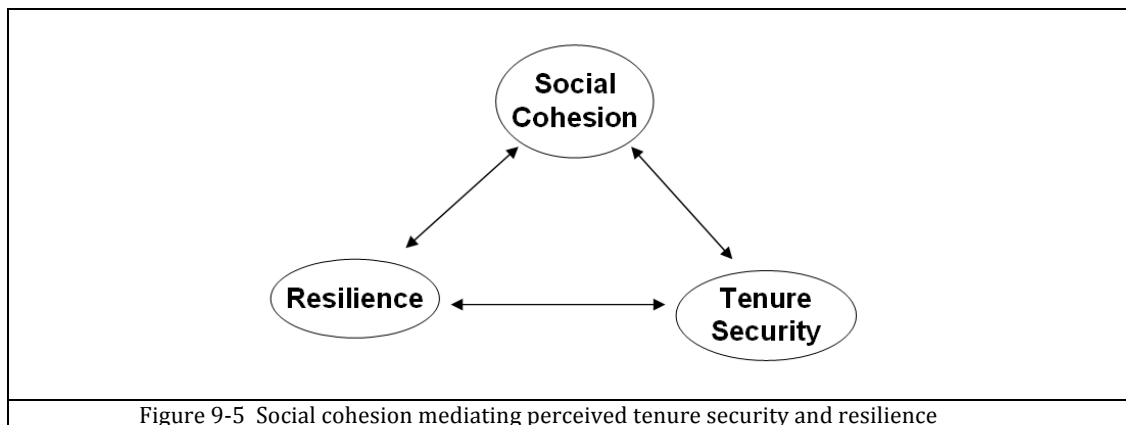 Social
Cohesion
Resilience
Tenure
Security
Figure 9-5 Social cohesion mediating perceived tenure security and resilience